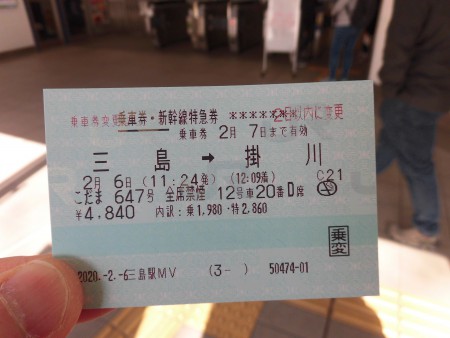 乗車券変更
乗車券・新幹線特急券 ******2日以内に変更
乗車券 2月 7日まで有効
三島 → 掛川
2月 6日 (11:24発) (12:09着) C21
こだま 647号 全席禁煙 12号車20番D席
¥4,840 内訳:乗1,980・特2,860
乗変
2020.-2.-6三島駅MV (3- ) 50474-01